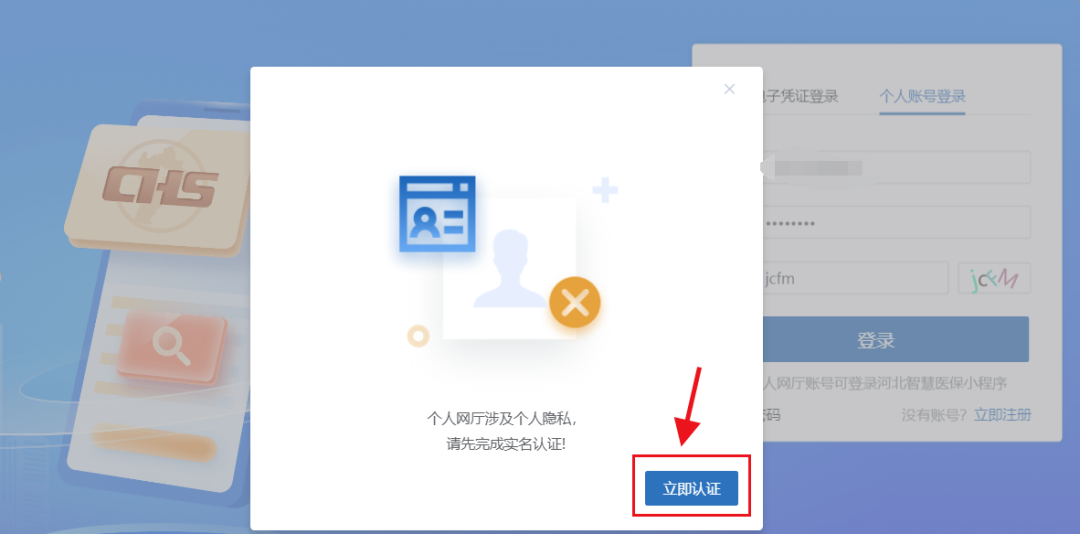 CHS
子凭证登录
个人账号登录
••••••••
jcfm
jcfM
登录
人网厅账号可登录河北智慧医保小程序
密码
没有账号？立即注册
个人网厅涉及个人隐私，
请先完成实名认证!
立即认证